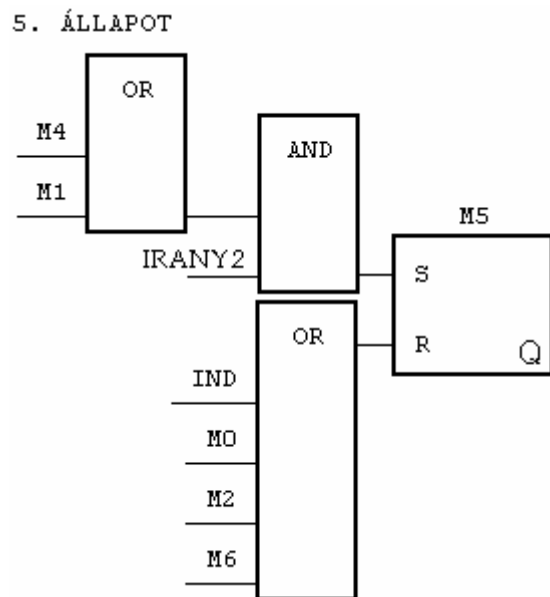 5. ÁLLAPOT
OR
M4
AND
M1
M5
IRANY2
S
OR
R
Q
IND
M0
M2
M6